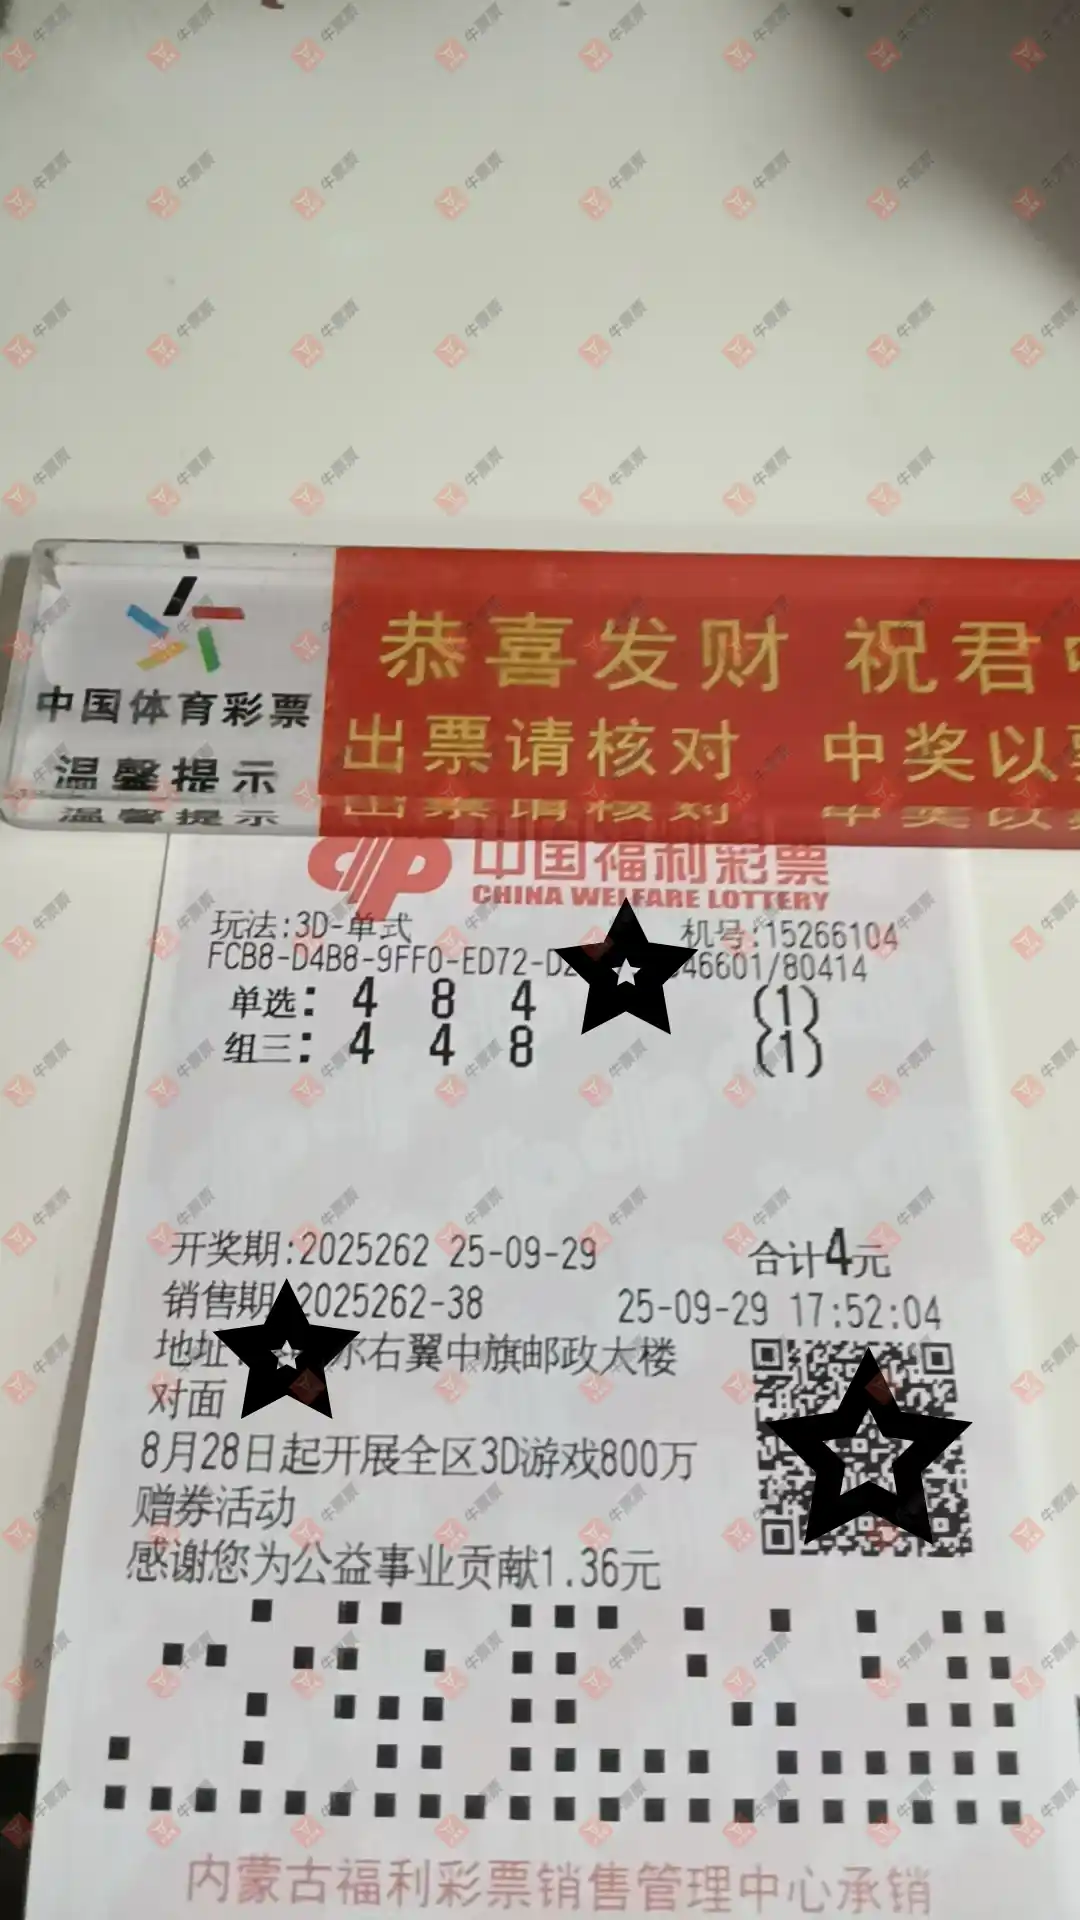 中国体育彩票
温馨提示
恭喜发财 祝君
出票请核对 中奖以
中国福利彩票
CHINA WELFARE LOTTERY
玩法:3D-单式 机号:15266104
FCB8-D4B8-9FF0-ED72-D 46601/80414
单选: 4 8 4 (1)
组三: 4 4 8 (1)
开奖期:2025262 25-09-29 合计4元
销售期:2025262-38 25-09-29 17:52:04
地址 尔右翼中旗邮政大楼
对面
8月28日起开展全区3D游戏800万
赠券活动
感谢您为公益事业贡献1.36元
内蒙古福利彩票销售管理中心承销
牛票票